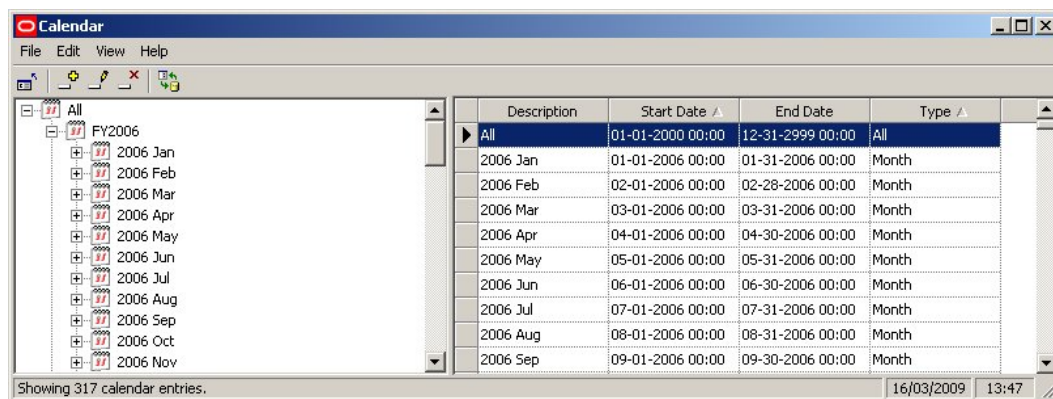 Calendar
File Edit View Help
All
FY2006
2006 Jan
2006 Feb
2006 Mar
2006 Apr
2006 May
2006 Jun
2006 Jul
2006 Aug
2006 Sep
2006 Oct
2006 Nov
Description Start Date End Date Type
All 01-01-2000 00:00 12-31-2999 00:00 All
2006 Jan 01-01-2006 00:00 01-31-2006 00:00 Month
2006 Feb 02-01-2006 00:00 02-28-2006 00:00 Month
2006 Mar 03-01-2006 00:00 03-31-2006 00:00 Month
2006 Apr 04-01-2006 00:00 04-30-2006 00:00 Month
2006 May 05-01-2006 00:00 05-31-2006 00:00 Month
2006 Jun 06-01-2006 00:00 06-30-2006 00:00 Month
2006 Jul 07-01-2006 00:00 07-31-2006 00:00 Month
2006 Aug 08-01-2006 00:00 08-31-2006 00:00 Month
2006 Sep 09-01-2006 00:00 09-30-2006 00:00 Month
Showing 317 calendar entries. 16/03/2009 13:47